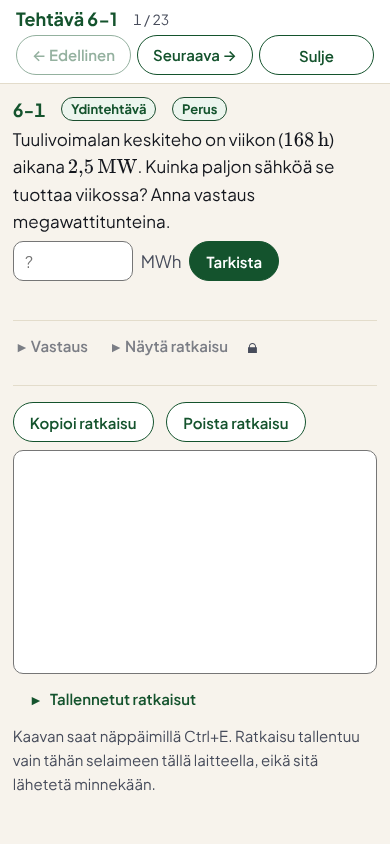 Tehtävä 6-1 1/23
← Edellinen Seuraava → Sulje
6-1 Ydintehtävä Perus
Tuulivoimalan keskiteho on viikon (168 h)
aikana 2,5 MW. Kuinka paljon sähköä se
tuottaa viikossa? Anna vastaus
megawattitunteina.
? MWh Tarkista
▸ Vastaus ▸ Näytä ratkaisu
Kopioi ratkaisu Poista ratkaisu
▸ Tallennetut ratkaisut
Kaavan saat näppäimillä Ctrl+E. Ratkaisu tallentuu
vain tähän selaimeen tällä laitteella, eikä sitä
lähetetä minnekään.